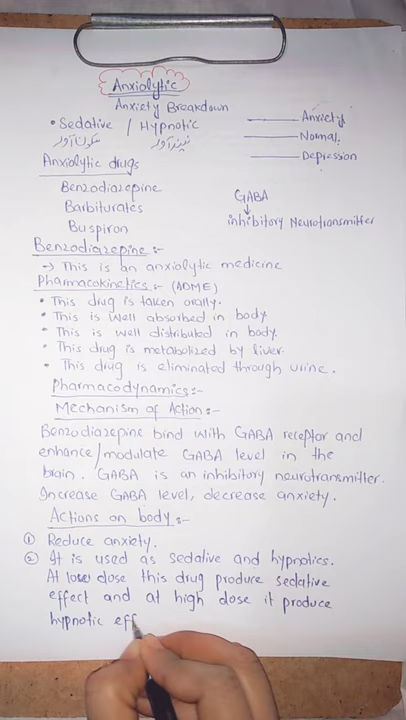 Anxiolytic
Anxiety Breakdown
• Sedative / Hypnotic
سکون آور نیند آور
Anxiety
Normal.
Depression
Anxiolytic drugs
Benzodiazepine
Barbiturates
Buspiron
GABA
↓
inhibitory Neurotransmitter
Benzodiazepine :-
→ This is an anxiolytic medicine
Pharmacokinetics :- (ADME)
• This drug is taken orally.
• This is well absorbed in body
• This is well distributed in body.
• This drug is metabolized by liver.
• This drug is eliminated through urine.
Pharmacodynamics :-
Mechanism of Action :-
Benzodiazepine bind with GABA receptor and
enhance/modulate GABA level in the
brain. GABA is an inhibitory neurotransmitter.
Increase GABA level, decrease anxiety.
Actions on body :-
① Reduce anxiety.
② It is used as sedative and hypnotics.
At low dose this drug produce sedative
effect and at high dose it produce
hypnotic eff